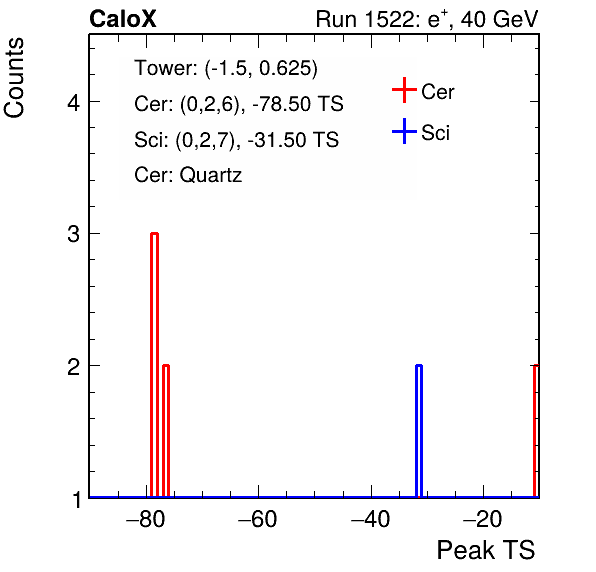 CaloX
Run 1522: e⁺, 40 GeV
Counts
Tower: (-1.5, 0.625)
Cer: (0,2,6), -78.50 TS
Sci: (0,2,7), -31.50 TS
Cer: Quartz
Cer
Sci
4
3
2
1
−80 −60 −40 −20
Peak TS